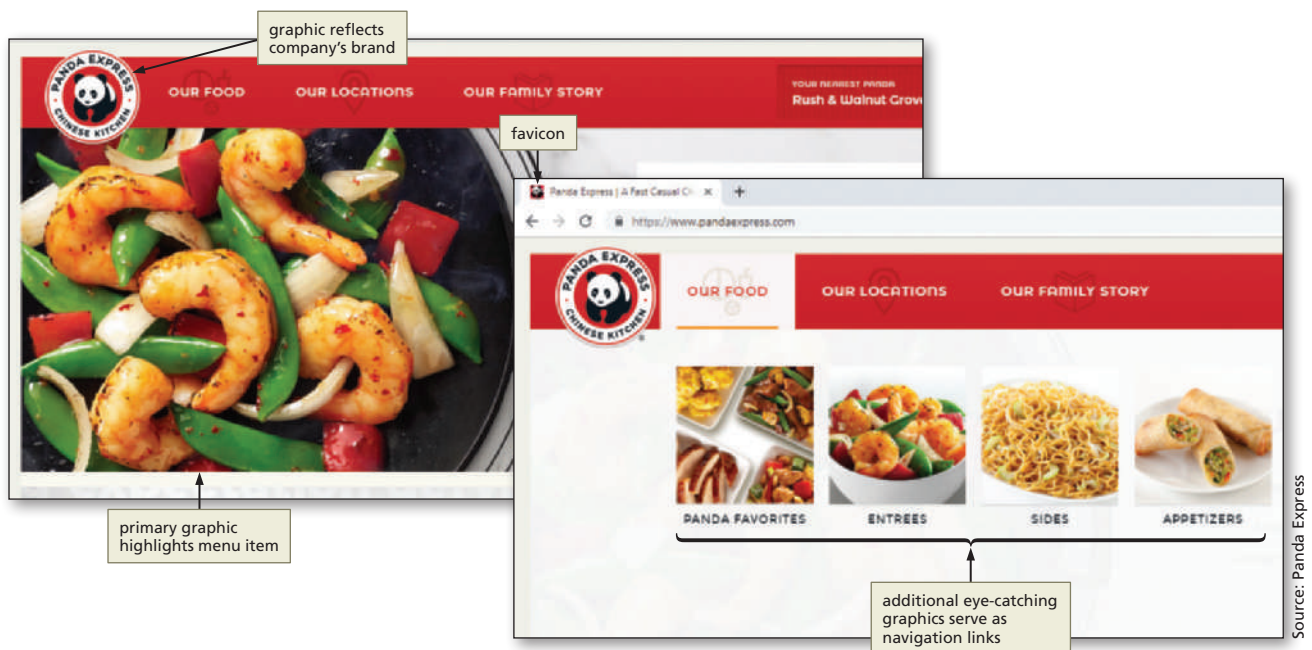 graphic reflects
company's brand
PANDA EXPRESS
CHINESE KITCHEN
OUR FOOD
OUR LOCATIONS
OUR FAMILY STORY
YOUR NEAREST PANDA
Rush & Walnut Grove
favicon
Panda Express | A Fast Casual Ch
https://www.pandaexpress.com
PANDA EXPRESS
CHINESE KITCHEN
OUR FOOD
OUR LOCATIONS
OUR FAMILY STORY
PANDA FAVORITES
ENTREES
SIDES
APPETIZERS
primary graphic
highlights menu item
additional eye-catching
graphics serve as
navigation links
Source: Panda Express